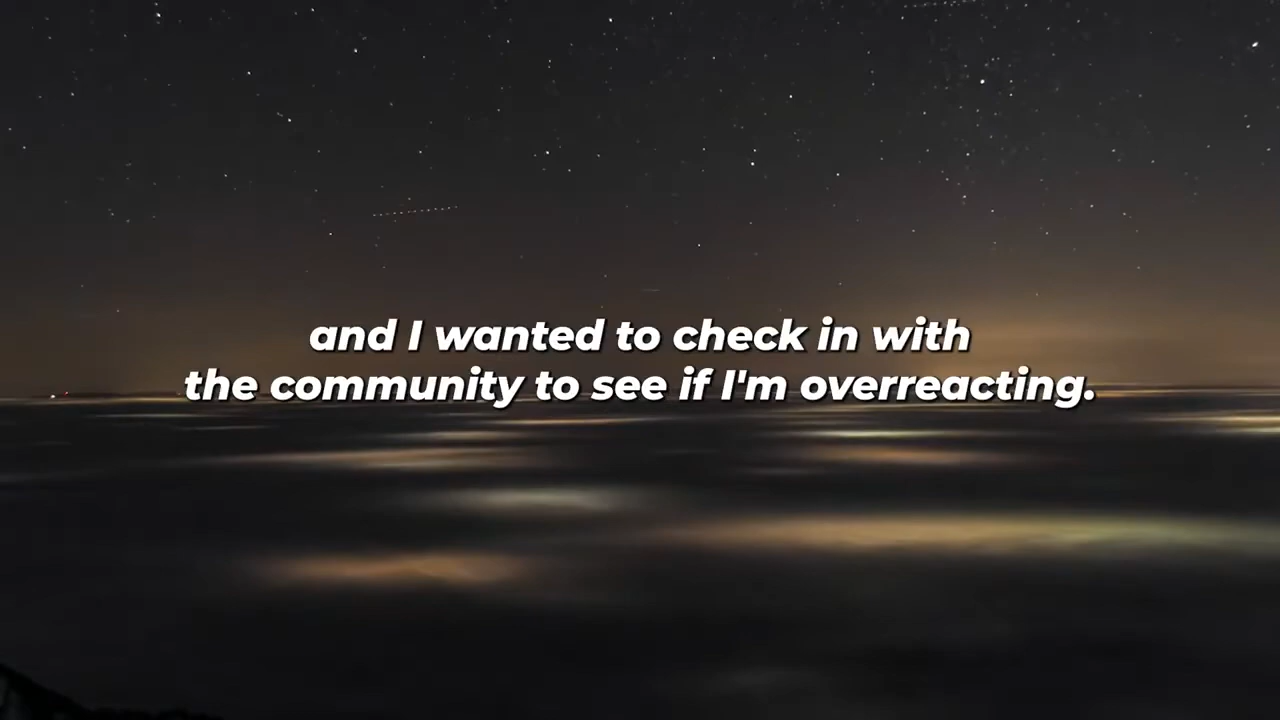 and I wanted to check in with
the community to see if I'm overreacting.